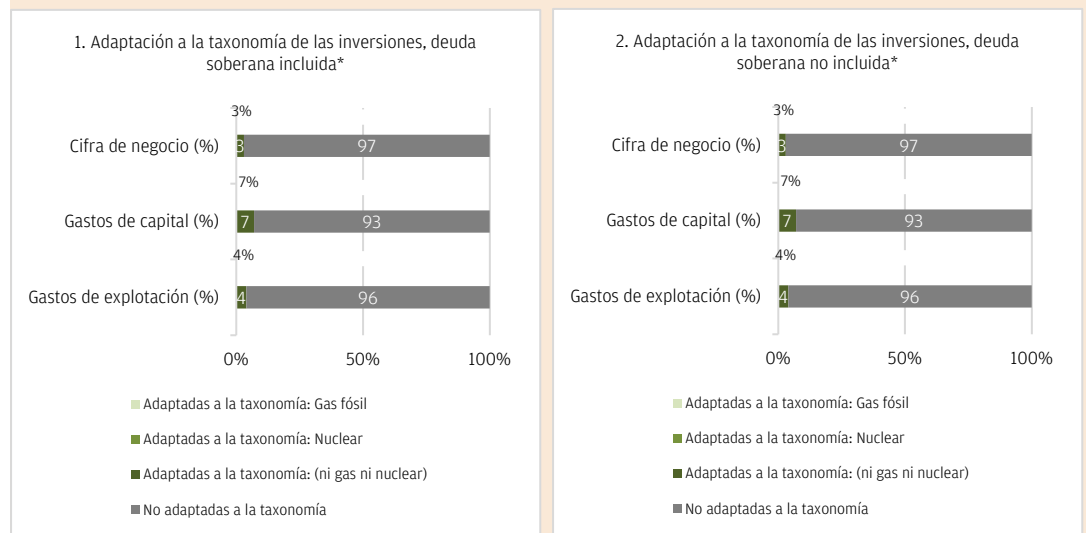 1. Adaptación a la taxonomía de las inversiones, deuda
soberana incluida*
3%
Cifra de negocio (%)
3 97
7%
Gastos de capital (%)
7 93
4%
Gastos de explotación (%)
4 96
0% 50% 100%
Adaptadas a la taxonomía: Gas fósil
Adaptadas a la taxonomía: Nuclear
Adaptadas a la taxonomía: (ni gas ni nuclear)
No adaptadas a la taxonomía
2. Adaptación a la taxonomía de las inversiones, deuda
soberana no incluida*
3%
Cifra de negocio (%)
3 97
7%
Gastos de capital (%)
7 93
4%
Gastos de explotación (%)
4 96
0% 50% 100%
Adaptadas a la taxonomía: Gas fósil
Adaptadas a la taxonomía: Nuclear
Adaptadas a la taxonomía: (ni gas ni nuclear)
No adaptadas a la taxonomía